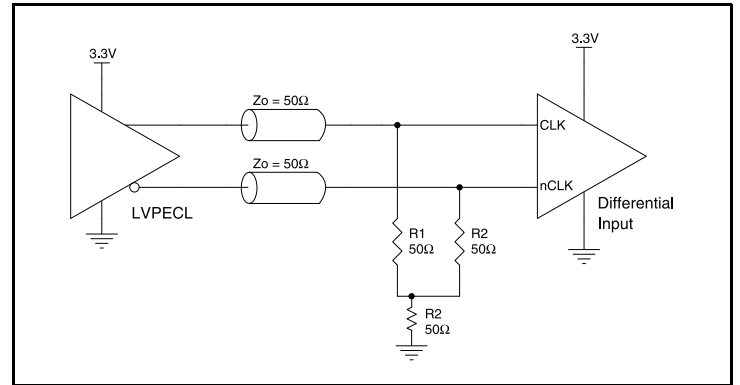 3.3V
3.3V
Zo = 50Ω
CLK
Zo = 50Ω
nCLK
LVPECL
Differential
Input
R1
50Ω
R2
50Ω
R2
50Ω